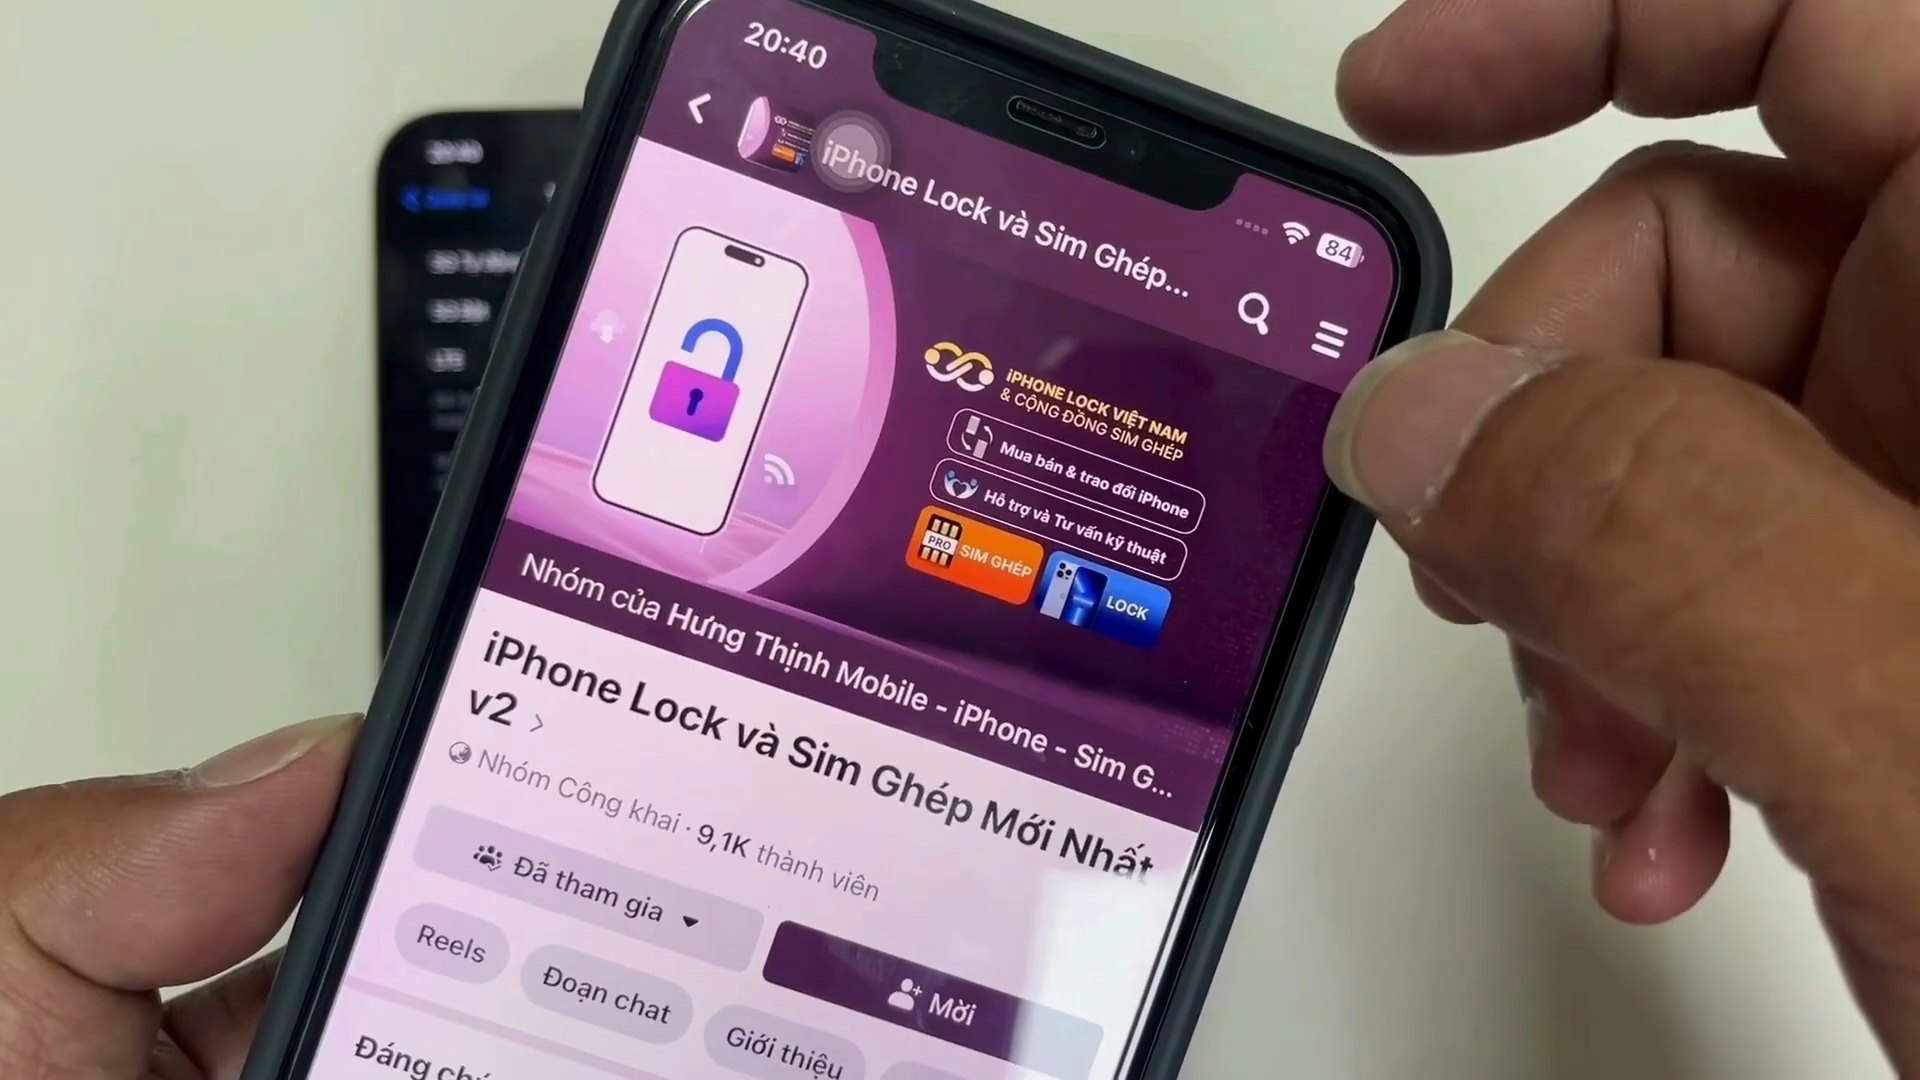 20:40
iPhone Lock và Sim Ghép...
84
iPHONE LOCK VIỆT NAM
& CỘNG ĐỒNG SIM GHÉP
Mua bán & trao đổi iPhone
Hỗ trợ và Tư vấn kỹ thuật
PRO
SIM GHÉP
LOCK
Nhóm của Hưng Thịnh Mobile - iPhone - Sim G...
iPhone Lock và Sim Ghép Mới Nhất
v2
Nhóm Công khai · 9,1K thành viên
Đã tham gia
Mời
Reels
Đoạn chat
Giới thiệu
Đáng